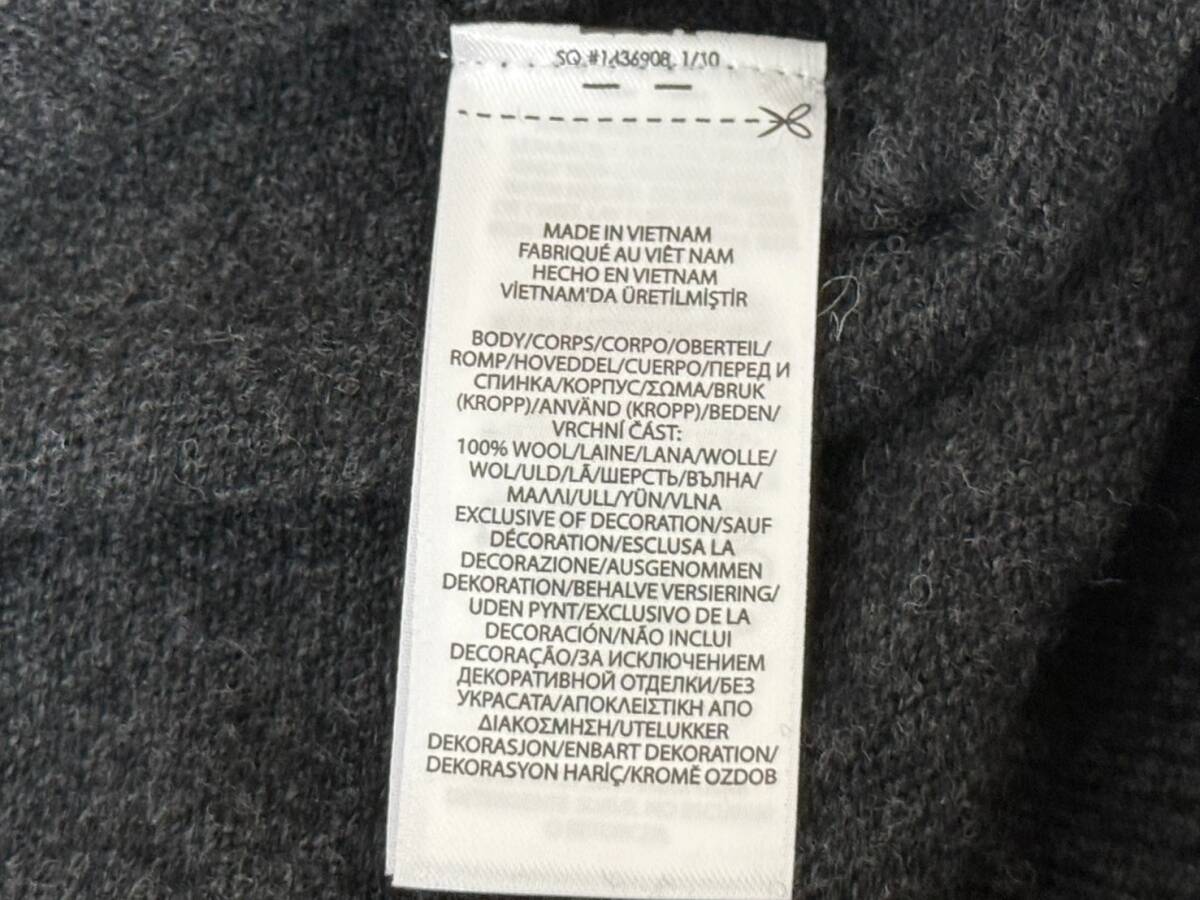 SQ #1436908, 1/10
MADE IN VIETNAM
FABRIQUÉ AU VIÊT NAM
HECHO EN VIETNAM
VİETNAM'DA ÜRETİLMİŞTİR
BODY/CORPS/CORPO/OBERTEIL/
ROMP/HOVEDDEL/CUERPO/ПЕРЕД И
СПИНКА/КОРПУС/ΣΩΜΑ/BRUK
(KROPP)/ANVÄND (KROPP)/BEDEN/
VRCHNÍ ČÁST:
100% WOOL/LAINE/LANA/WOLLE/
WOL/ULD/LÃ/ШЕРСТЬ/ВЪЛНА/
ΜΑΛΛΙ/ULL/YÜN/VLNA
EXCLUSIVE OF DECORATION/SAUF
DÉCORATION/ESCLUSA LA
DECORAZIONE/AUSGENOMMEN
DEKORATION/BEHALVE VERSIERING/
UDEN PYNT/EXCLUSIVO DE LA
DECORACIÓN/NÃO INCLUI
DECORAÇÃO/ЗА ИСКЛЮЧЕНИЕМ
ДЕКОРАТИВНОЙ ОТДЕЛКИ/БЕЗ
УКРАСАТА/ΑΠΟΚΛΕΙΣΤΙΚΗ ΑΠΟ
ΔΙΑΚΟΣΜΗΣΗ/UTELUKKER
DEKORASJON/ENBART DEKORATION/
DEKORASYON HARİÇ/KROMĚ OZDOB